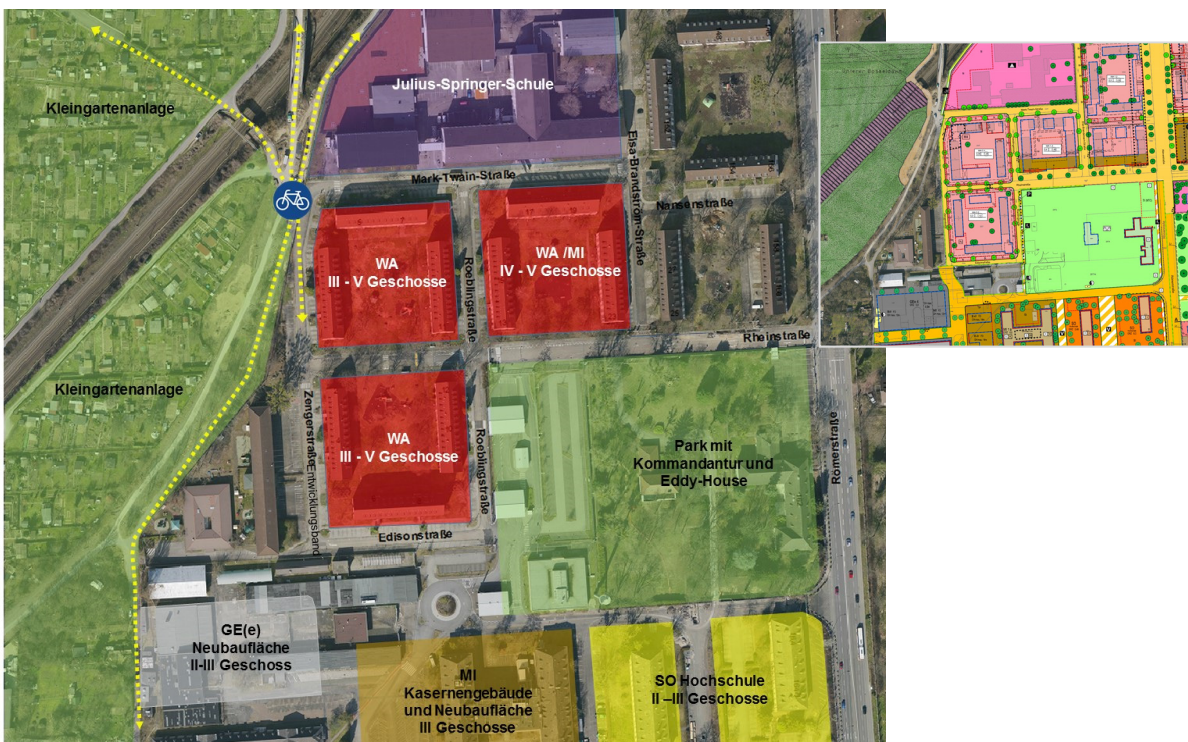 Julius-Springer-Schule
Kleingartenanlage
Mark-Twain-Straße
Elsa-Brandström-Straße
Nansenstraße
WA
III - V Geschosse
WA /MI
IV - V Geschosse
Roeblingstraße
Rheinstraße
Kleingartenanlage
Zengerstraße
Entwicklungsband
WA
III - V Geschosse
Roeblingstraße
Park mit
Kommandantur und
Eddy-House
Römerstraße
Edisonstraße
GE(e)
Neubaufläche
II-III Geschoss
MI
Kasernengebäude
und Neubaufläche
III Geschosse
SO Hochschule
II –III Geschosse